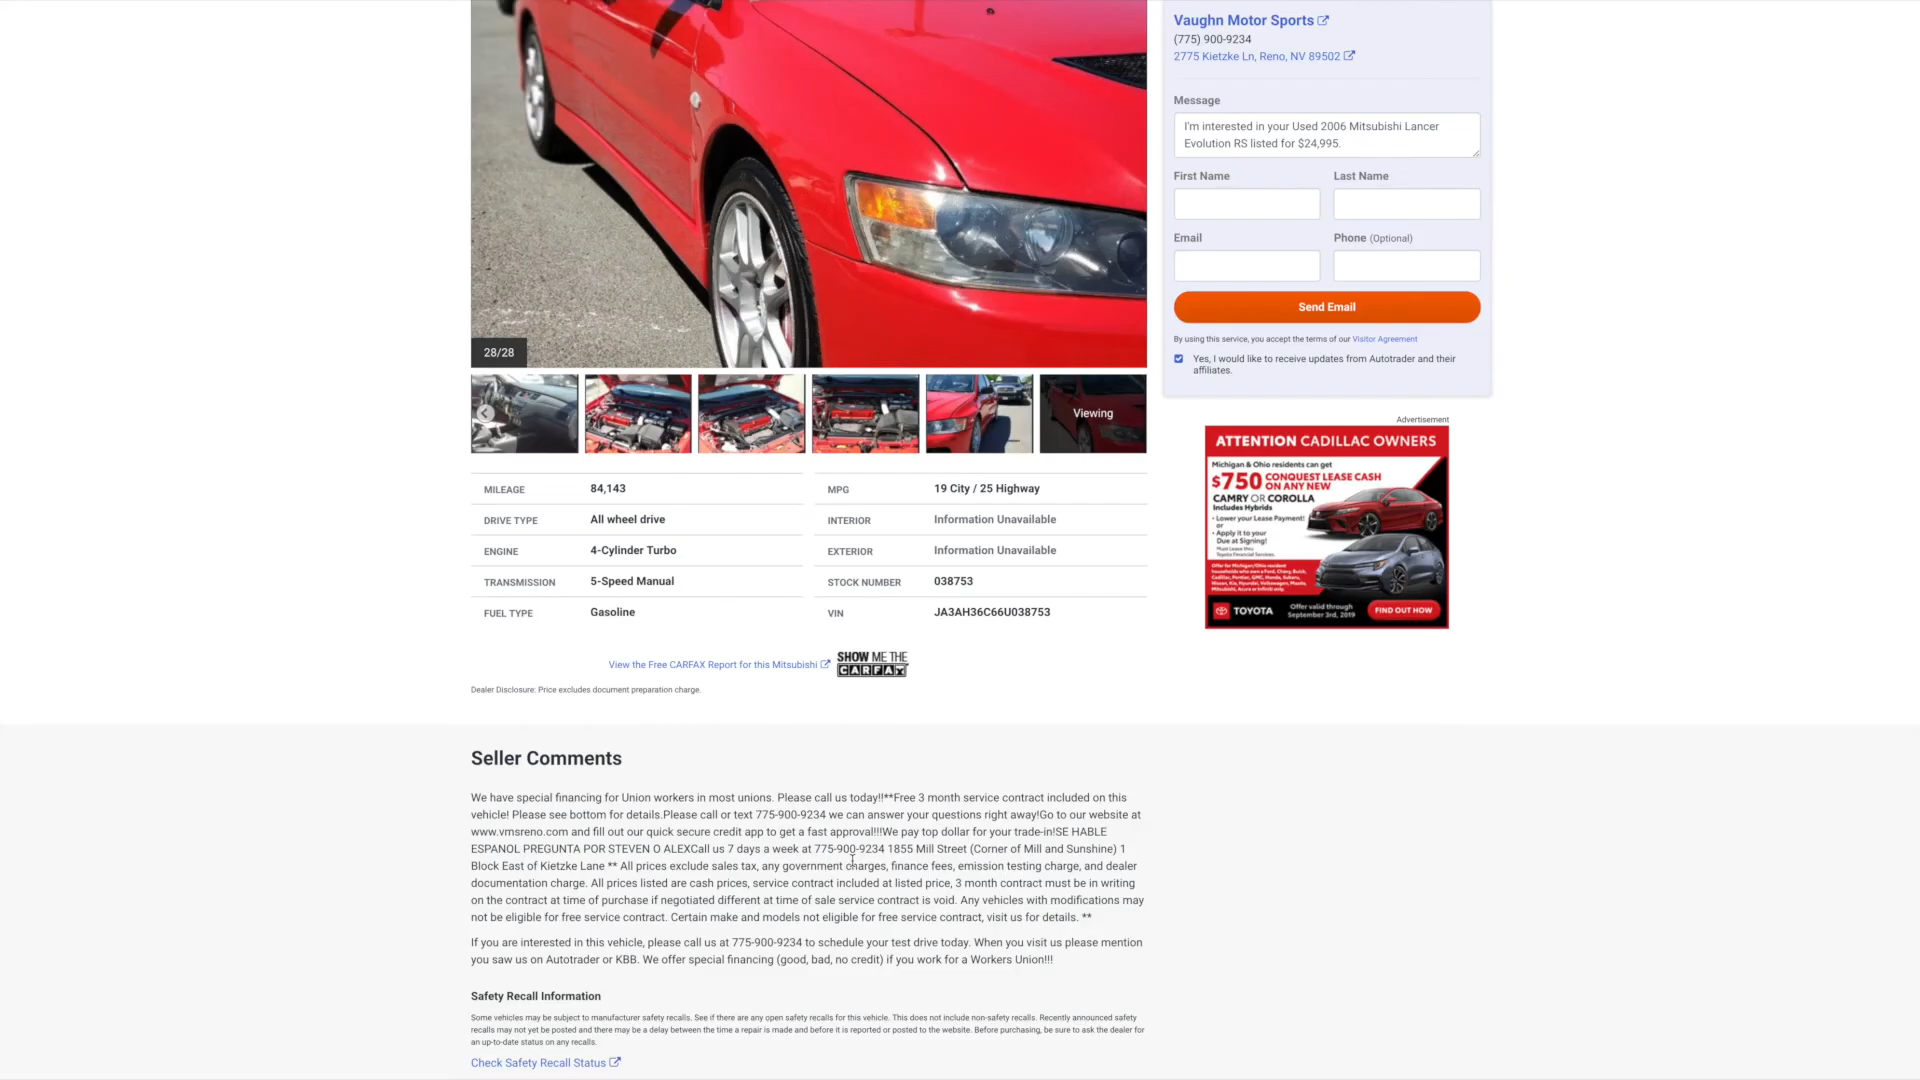 Vaughn Motor Sports
(775) 900-9234
2775 Kietzke Ln, Reno, NV 89502
Message
I'm interested in your Used 2006 Mitsubishi Lancer
Evolution RS listed for $24,995.
First Name
Last Name
Email
Phone (Optional)
Send Email
By using this service, you accept the terms of our Visitor Agreement
Yes, I would like to receive updates from Autotrader and their
affiliates.
28/28
Viewing
Advertisement
ATTENTION CADILLAC OWNERS
Michigan & Ohio residents can get
$750 CONQUEST LEASE CASH
ON ANY NEW
CAMRY OR COROLLA
Includes Hybrids
• Lower your Lease Payment!
or
• Apply it to your
Due at Signing!
Must Lease thru
Toyota Financial Services.
TOYOTA
Offer valid through
September 3rd, 2019
FIND OUT HOW
MILEAGE
84,143
MPG
19 City / 25 Highway
DRIVE TYPE
All wheel drive
INTERIOR
Information Unavailable
ENGINE
4-Cylinder Turbo
EXTERIOR
Information Unavailable
TRANSMISSION
5-Speed Manual
STOCK NUMBER
038753
FUEL TYPE
Gasoline
VIN
JA3AH36C66U038753
View the Free CARFAX Report for this Mitsubishi
SHOW ME THE
CARFAX
Dealer Disclosure: Price excludes document preparation charge.
Seller Comments
We have special financing for Union workers in most unions. Please call us today!!**Free 3 month service contract included on this
vehicle! Please see bottom for details.Please call or text 775-900-9234 we can answer your questions right away!Go to our website at
www.vmsreno.com and fill out our quick secure credit app to get a fast approval!!!We pay top dollar for your trade-in!SE HABLE
ESPANOL PREGUNTA POR STEVEN O ALEXCall us 7 days a week at 775-900-9234 1855 Mill Street (Corner of Mill and Sunshine) 1
Block East of Kietzke Lane ** All prices exclude sales tax, any government charges, finance fees, emission testing charge, and dealer
documentation charge. All prices listed are cash prices, service contract included at listed price, 3 month contract must be in writing
on the contract at time of purchase if negotiated different at time of sale service contract is void. Any vehicles with modifications may
not be eligible for free service contract. Certain make and models not eligible for free service contract, visit us for details. **
If you are interested in this vehicle, please call us at 775-900-9234 to schedule your test drive today. When you visit us please mention
you saw us on Autotrader or KBB. We offer special financing (good, bad, no credit) if you work for a Workers Union!!!
Safety Recall Information
Some vehicles may be subject to manufacturer safety recalls. See if there are any open safety recalls for this vehicle. This does not include non-safety recalls. Recently announced safety
recalls may not yet be posted and there may be a delay between the time a repair is made and before it is reported or posted to the website. Before purchasing, be sure to ask the dealer for
an up-to-date status on any recalls.
Check Safety Recall Status